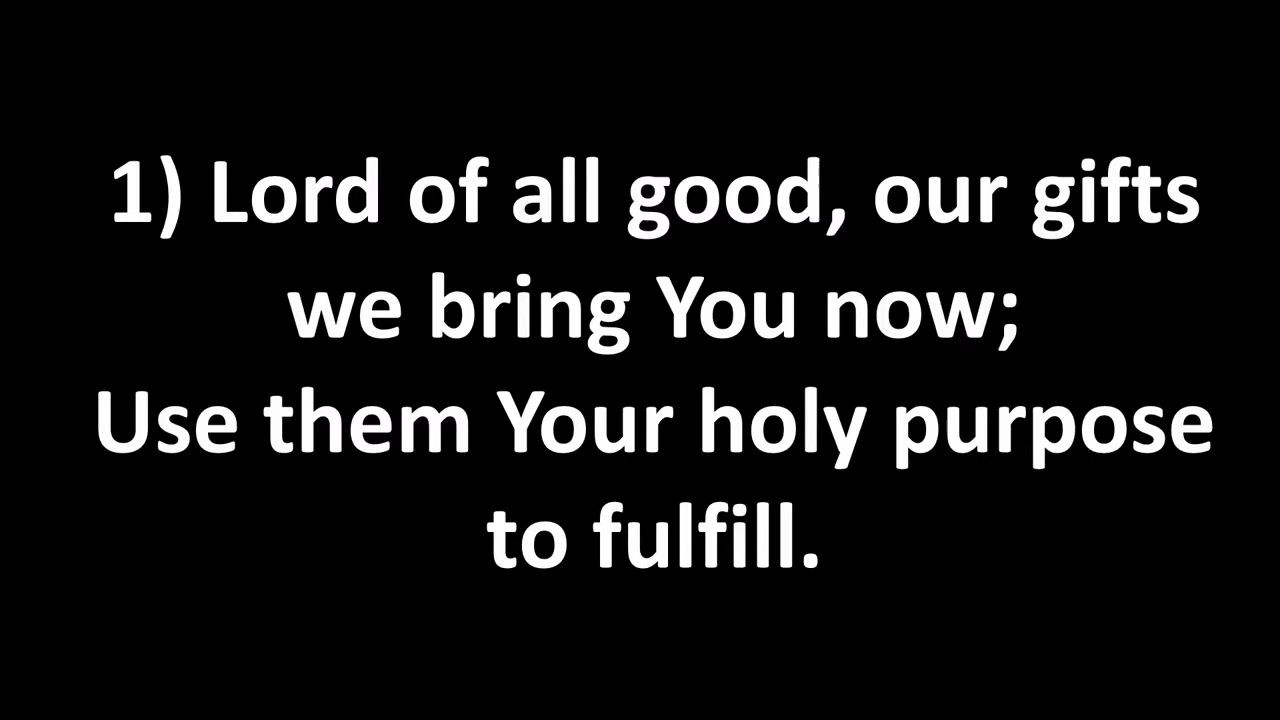 1) Lord of all good, our gifts
we bring You now;
Use them Your holy purpose
to fulfill.